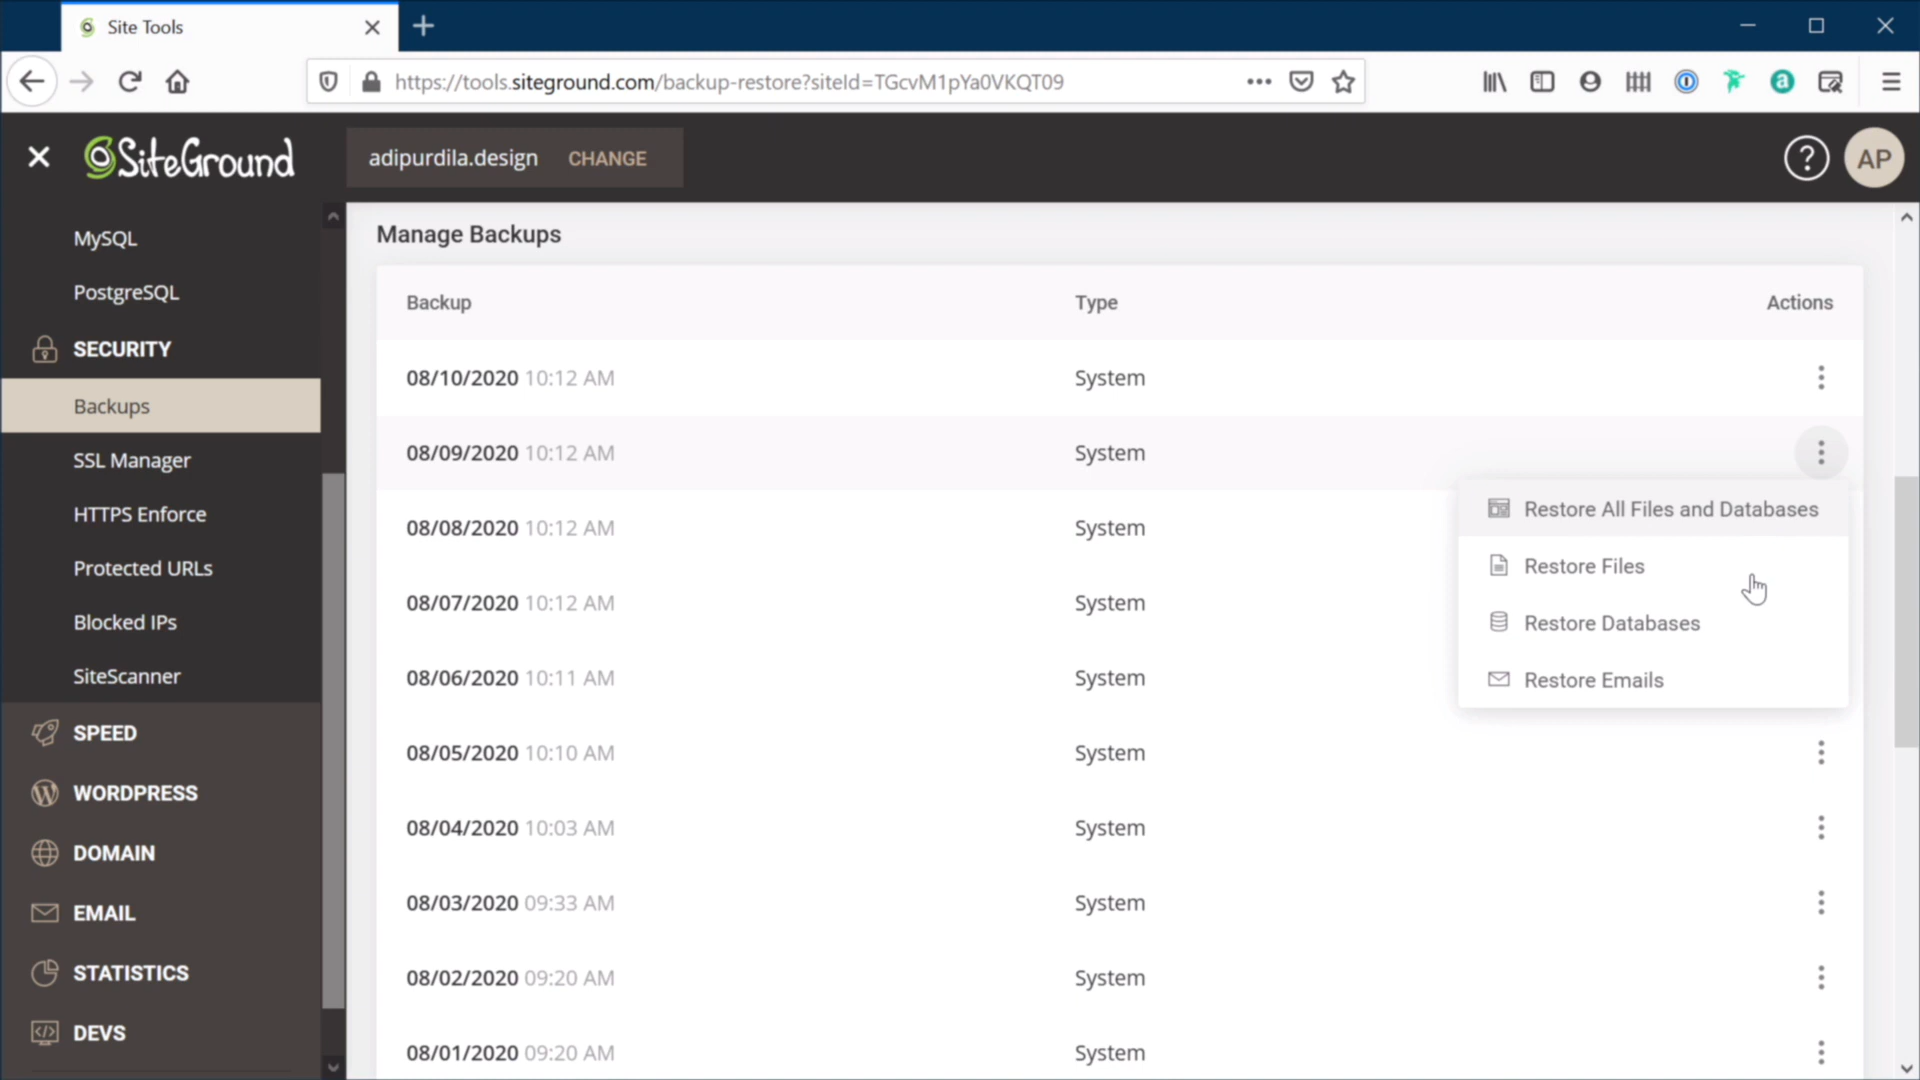 Site Tools
https://tools.siteground.com/backup-restore?siteId=TGcvM1pYa0VKQT09
SiteGround
adipurdila.design CHANGE
AP
MySQL
PostgreSQL
SECURITY
Backups
SSL Manager
HTTPS Enforce
Protected URLs
Blocked IPs
SiteScanner
SPEED
WORDPRESS
DOMAIN
EMAIL
STATISTICS
DEVS
Manage Backups
Backup Type Actions
08/10/2020 10:12 AM System
08/09/2020 10:12 AM System
08/08/2020 10:12 AM System
08/07/2020 10:12 AM System
08/06/2020 10:11 AM System
08/05/2020 10:10 AM System
08/04/2020 10:03 AM System
08/03/2020 09:33 AM System
08/02/2020 09:20 AM System
08/01/2020 09:20 AM System
Restore All Files and Databases
Restore Files
Restore Databases
Restore Emails